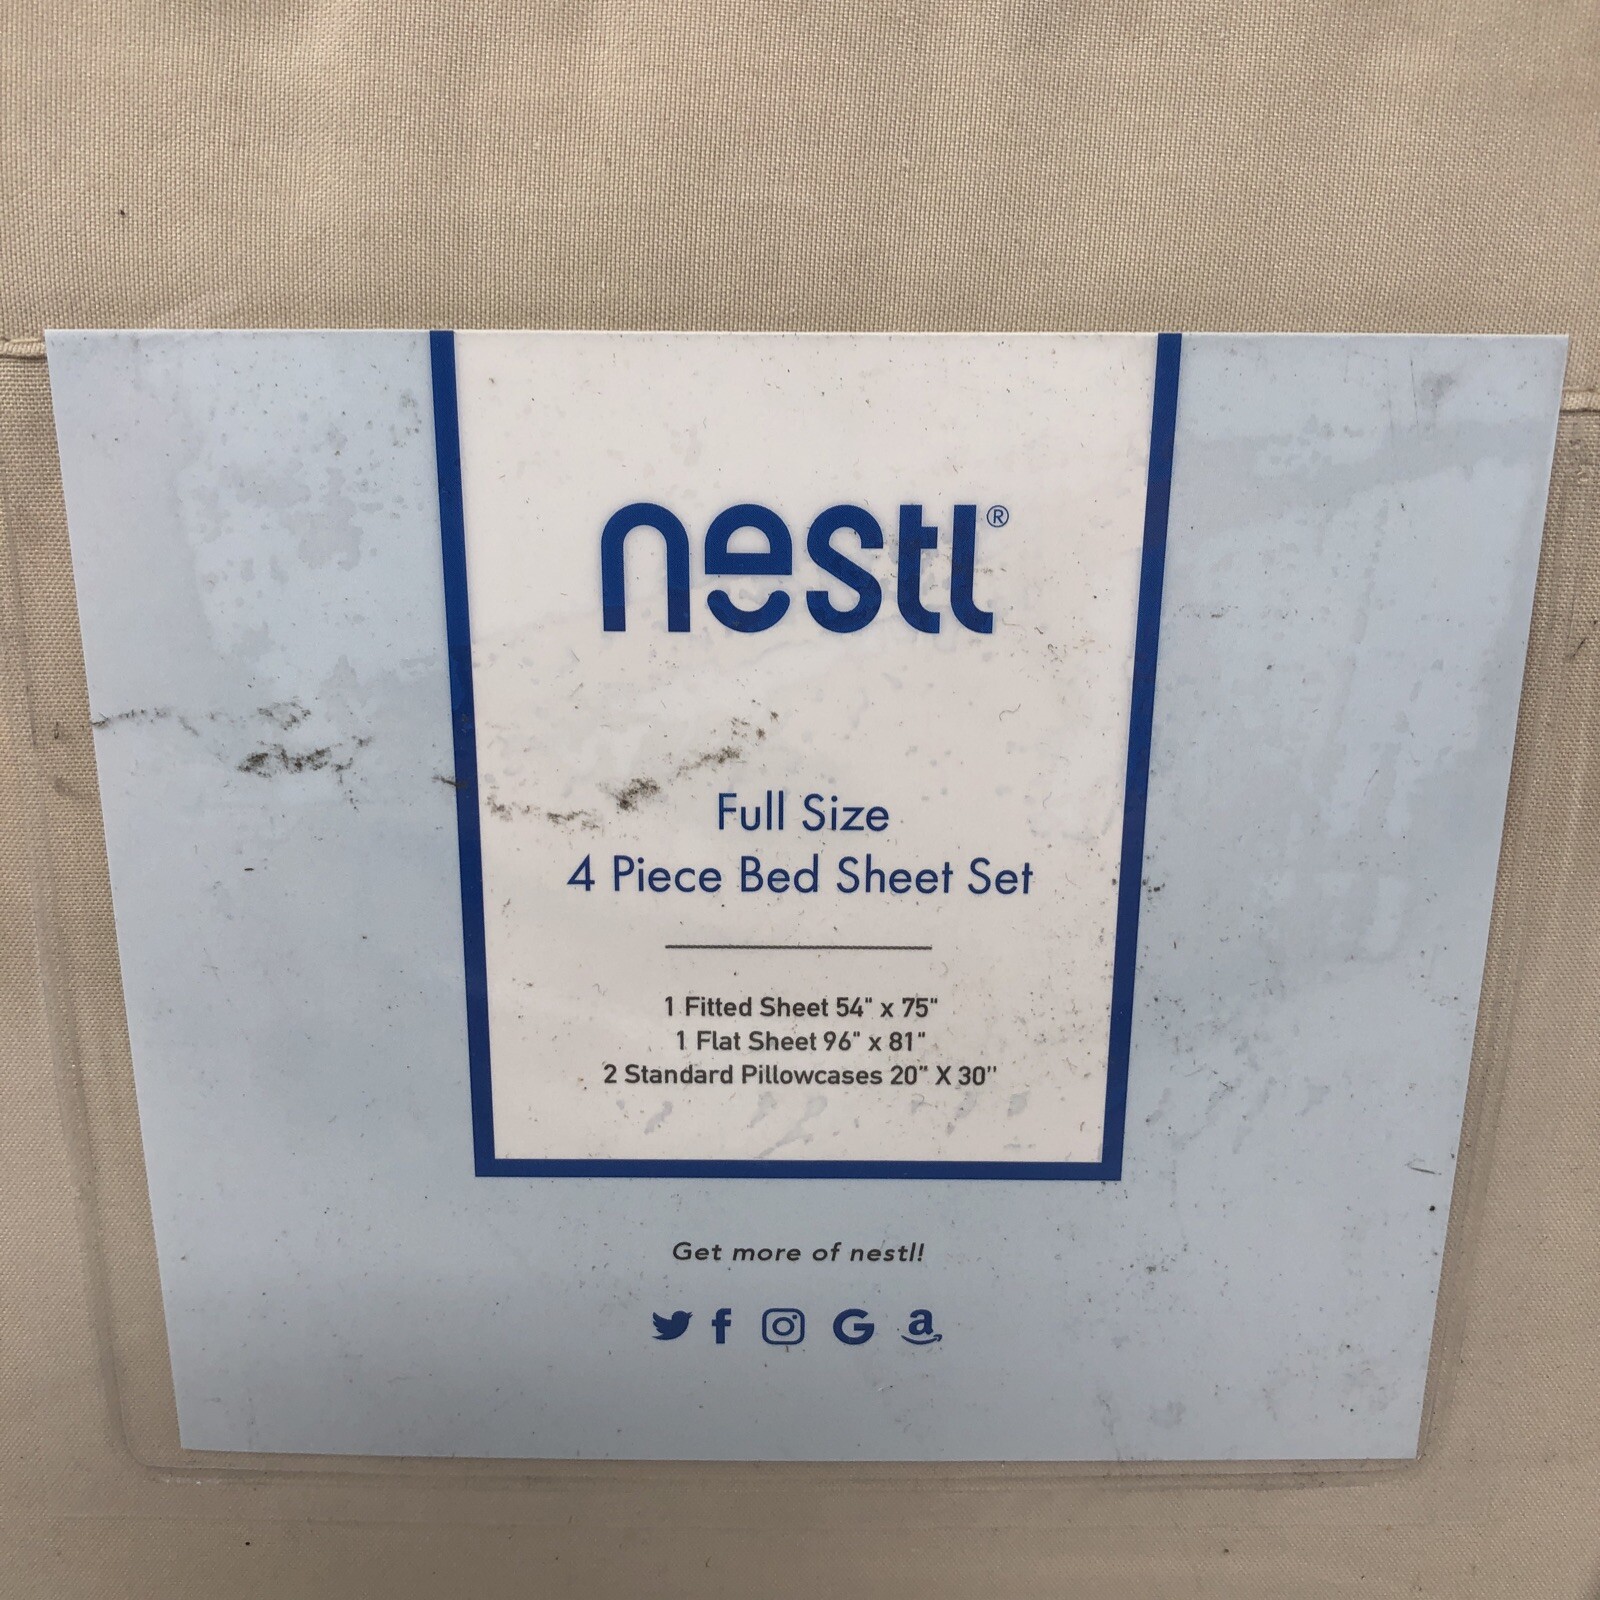 nestl®
Full Size
4 Piece Bed Sheet Set
1 Fitted Sheet 54" x 75"
1 Flat Sheet 96" x 81"
2 Standard Pillowcases 20" X 30"
Get more of nestl!